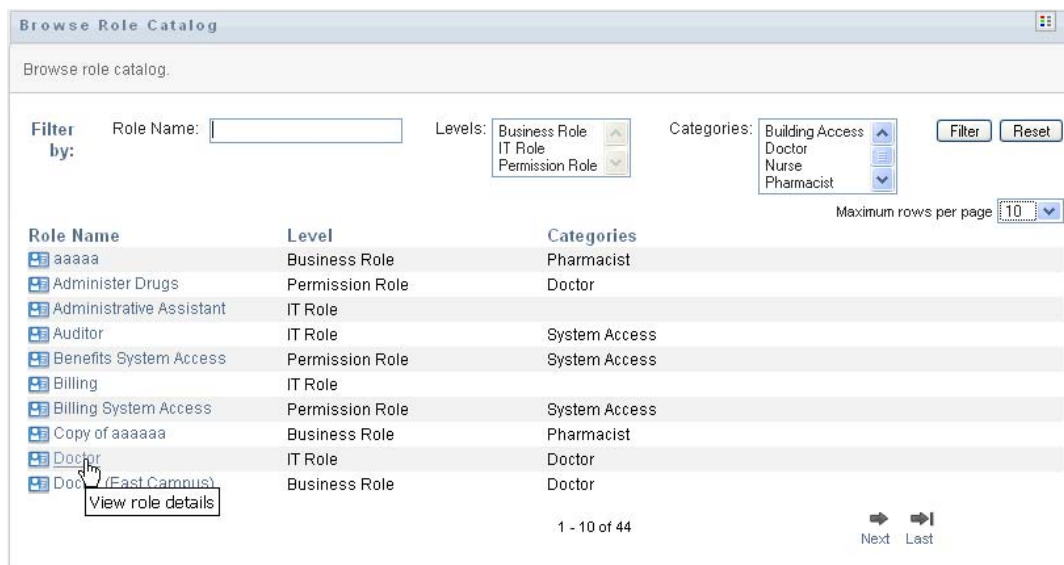 Browse Role Catalog
Browse role catalog.
Filter by:
Role Name:
Levels:
Business Role
IT Role
Permission Role
Categories:
Building Access
Doctor
Nurse
Pharmacist
Filter
Reset
Maximum rows per page 10
Role Name Level Categories
aaaaa Business Role Pharmacist
Administer Drugs Permission Role Doctor
Administrative Assistant IT Role
Auditor IT Role System Access
Benefits System Access Permission Role System Access
Billing IT Role
Billing System Access Permission Role System Access
Copy of aaaaaa Business Role Pharmacist
Doctor IT Role Doctor
Doctor (East Campus) Business Role Doctor
View role details
1 - 10 of 44
Next Last